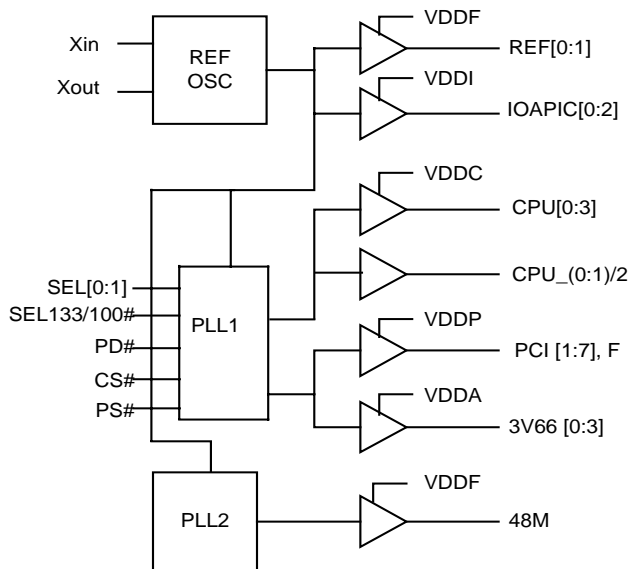 VDDF
Xin
REF
OSC
REF[0:1]
Xout
VDDI
IOAPIC[0:2]
VDDC
CPU[0:3]
SEL[0:1]
CPU_(0:1)/2
SEL133/100#
PLL1
VDDP
PD#
PCI [1:7], F
CS#
VDDA
PS#
3V66 [0:3]
VDDF
PLL2
48M